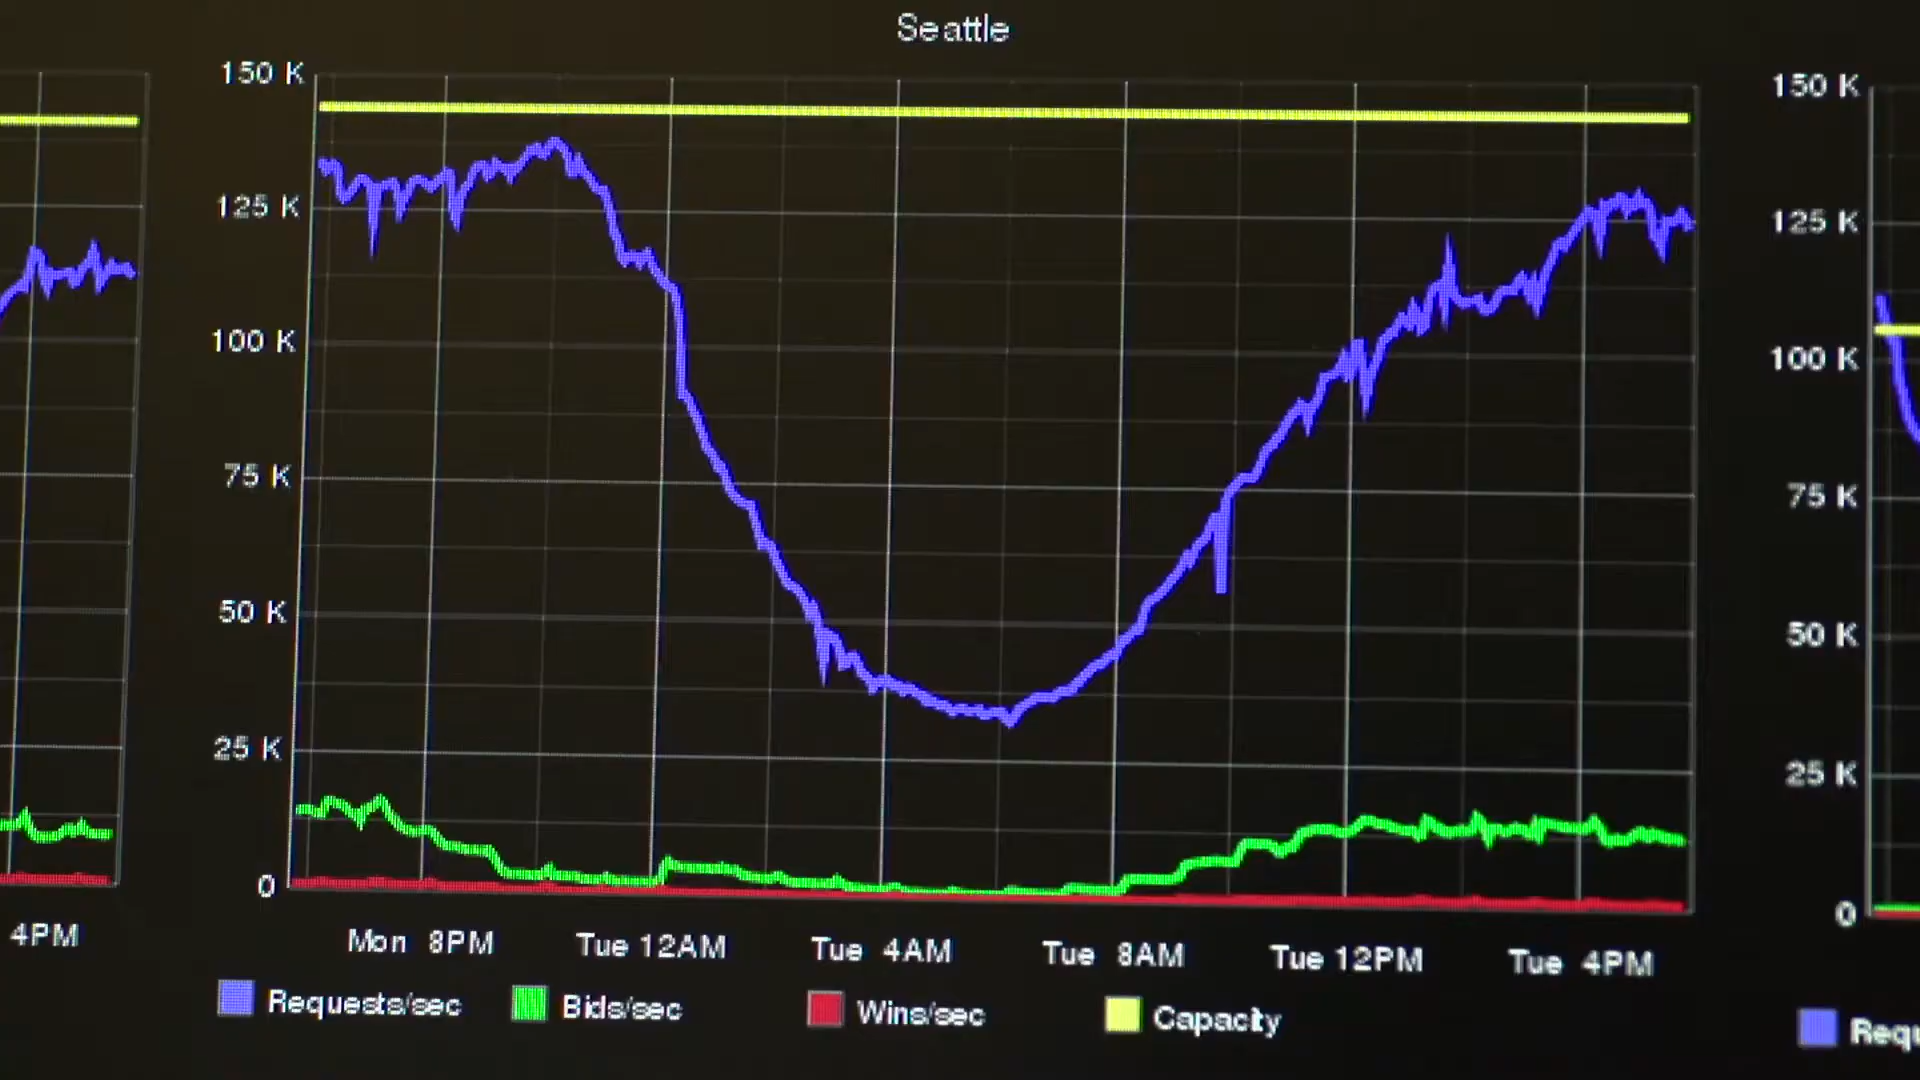 Seattle
150 K
125 K
100 K
75 K
50 K
25 K
0
Mon 8PM Tue 12AM Tue 4AM Tue 8AM Tue 12PM Tue 4PM
Requests/sec Bids/sec Wins/sec Capacity
4PM
150 K
125 K
100 K
75 K
50 K
25 K
0
Requ